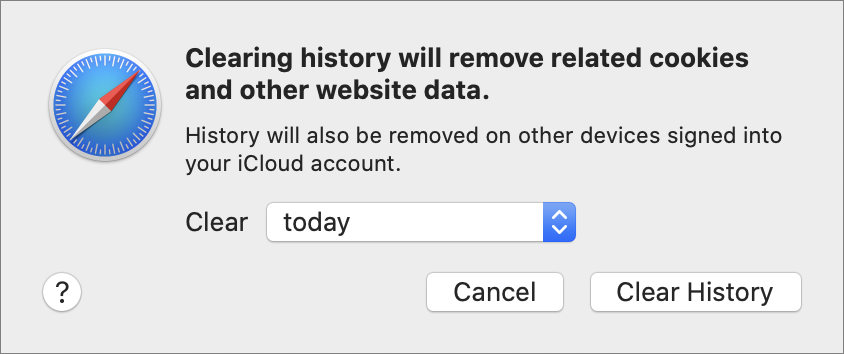 Clearing history will remove related cookies
and other website data.
History will also be removed on other devices signed into
your iCloud account.
Clear today
? Cancel Clear History